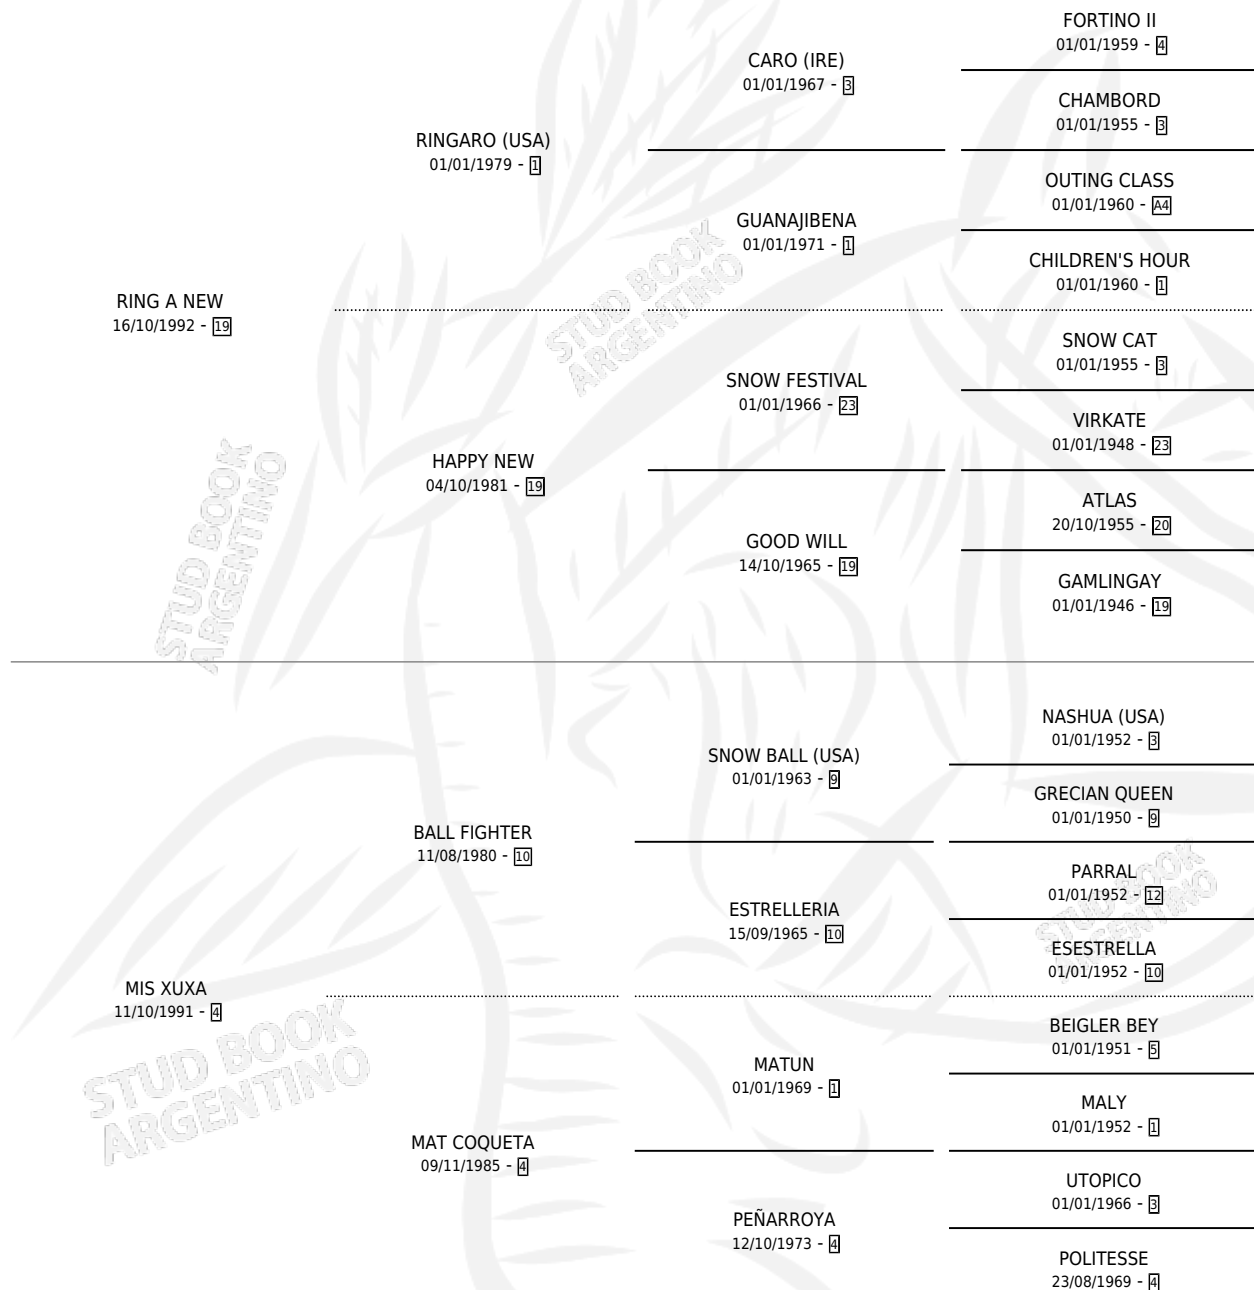 FORTINO II
01/01/1959 - 4
CARO (IRE)
01/01/1967 - 3
CHAMBORD
01/01/1955 - 3
RINGARO (USA)
01/01/1979 - 1
OUTING CLASS
01/01/1960 - A4
GUANAJIBENA
01/01/1971 - 1
CHILDREN'S HOUR
01/01/1960 - 1
RING A NEW
16/10/1992 - 19
SNOW CAT
01/01/1955 - 3
SNOW FESTIVAL
01/01/1966 - 23
VIRKATE
01/01/1948 - 23
HAPPY NEW
04/10/1981 - 19
ATLAS
20/10/1955 - 20
GOOD WILL
14/10/1965 - 19
GAMLINGAY
01/01/1946 - 19
STUD BOOK
ARGENTINO
STUD BOOK
ARGENTINO
NASHUA (USA)
01/01/1952 - 3
SNOW BALL (USA)
01/01/1963 - 9
GRECIAN QUEEN
01/01/1950 - 9
BALL FIGHTER
11/08/1980 - 10
PARRAL
01/01/1952 - 12
ESTRELLERIA
15/09/1965 - 10
ESESTRELLA
01/01/1952 - 10
STUD BOOK
ARGENTINO
MIS XUXA
11/10/1991 - 4
BEIGLER BEY
01/01/1951 - 5
MATUN
01/01/1969 - 1
MALY
01/01/1952 - 1
STUD BOOK
ARGENTINO
MAT COQUETA
09/11/1985 - 4
UTOPICO
01/01/1966 - 3
PEÑARROYA
12/10/1973 - 4
POLITESSE
23/08/1969 - 4